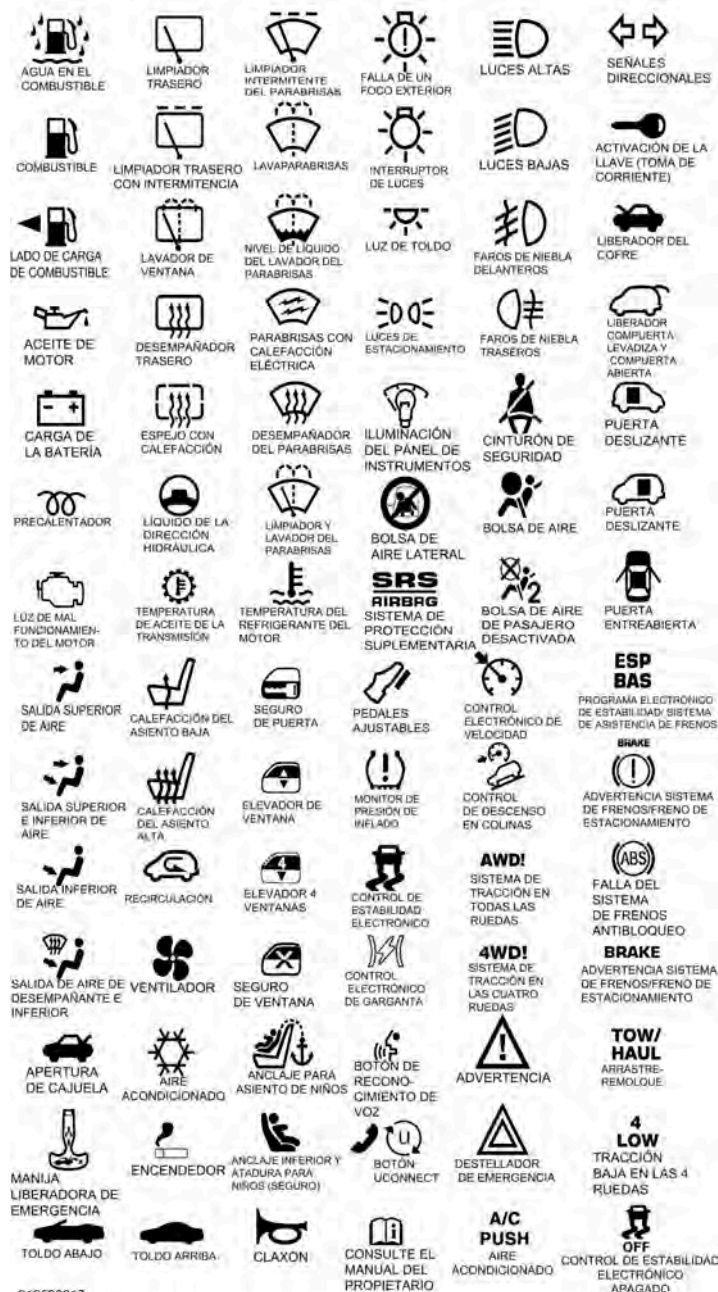 AGUA EN EL
COMBUSTIBLE
LIMPIADOR
TRASERO
LIMPIADOR
INTERMITENTE
DEL PARABRISAS
FALLA DE UN
FOCO EXTERIOR
LUCES ALTAS
SEÑALES
DIRECCIONALES
COMBUSTIBLE
LIMPIADOR TRASERO
CON INTERMITENCIA
LAVAPARABRISAS
INTERRUPTOR
DE LUCES
LUCES BAJAS
ACTIVACIÓN DE LA
LLAVE (TOMA DE
CORRIENTE)
LADO DE CARGA
DE COMBUSTIBLE
LAVADOR DE
VENTANA
NIVEL DE LÍQUIDO
DEL LAVADOR DEL
PARABRISAS
LUZ DE TOLDO
FAROS DE NIEBLA
DELANTEROS
LIBERADOR DEL
COFRE
ACEITE DE
MOTOR
DESEMPAÑADOR
TRASERO
PARABRISAS CON
CALEFACCIÓN
ELÉCTRICA
LUCES DE
ESTACIONAMIENTO
FAROS DE NIEBLA
TRASEROS
LIBERADOR
COMPUERTA
LEVADIZA Y
COMPUERTA
ABIERTA
CARGA DE
LA BATERÍA
ESPEJO CON
CALEFACCIÓN
DESEMPAÑADOR
DEL PARABRISAS
ILUMINACIÓN
DEL PÁNEL DE
INSTRUMENTOS
CINTURÓN DE
SEGURIDAD
PUERTA
DESLIZANTE
PRECALENTADOR
LÍQUIDO DE LA
DIRECCIÓN
HIDRÁULICA
LIMPIADOR Y
LAVADOR DEL
PARABRISAS
BOLSA DE
AIRE LATERAL
BOLSA DE AIRE
PUERTA
DESLIZANTE
LUZ DE MAL
FUNCIONAMIEN-
TO DEL MOTOR
TEMPERATURA
DE ACEITE DE LA
TRANSMISIÓN
TEMPERATURA DEL
REFRIGERANTE DEL
MOTOR
SRS
AIRBAG
SISTEMA DE
PROTECCIÓN
SUPLEMENTARIA
2
BOLSA DE AIRE
DE PASAJERO
DESACTIVADA
PUERTA
ENTREABIERTA
SALIDA SUPERIOR
DE AIRE
CALEFACCIÓN DEL
ASIENTO BAJA
SEGURO
DE PUERTA
PEDALES
AJUSTABLES
CONTROL
ELECTRÓNICO DE
VELOCIDAD
ESP
BAS
PROGRAMA ELECTRÓNICO
DE ESTABILIDAD/ SISTEMA
DE ASISTENCIA DE FRENOS
SALIDA SUPERIOR
E INFERIOR DE
AIRE
CALEFACCIÓN
DEL ASIENTO
ALTA
ELEVADOR DE
VENTANA
MONITOR DE
PRESIÓN DE
INFLADO
CONTROL
DE DESCENSO
EN COLINAS
BRAKE
ADVERTENCIA SISTEMA
DE FRENOS/FRENO DE
ESTACIONAMIENTO
SALIDA INFERIOR
DE AIRE
RECIRCULACIÓN
4
ELEVADOR 4
VENTANAS
CONTROL DE
ESTABILIDAD
ELECTRÓNICO
AWD!
SISTEMA DE
TRACCIÓN EN
TODAS LAS
RUEDAS
ABS
FALLA DEL
SISTEMA
DE FRENOS
ANTIBLOQUEO
SALIDA DE AIRE DE
DESEMPAÑANTE E
INFERIOR
VENTILADOR
SEGURO
DE VENTANA
CONTROL
ELECTRÓNICO
DE GARGANTA
4WD!
SISTEMA DE
TRACCIÓN EN
LAS CUATRO
RUEDAS
BRAKE
ADVERTENCIA SISTEMA
DE FRENOS/FRENO DE
ESTACIONAMIENTO
APERTURA
DE CAJUELA
AIRE
ACONDICIONADO
ANCLAJE PARA
ASIENTO DE NIÑOS
BOTÓN DE
RECONO-
CIMIENTO DE
VOZ
ADVERTENCIA
TOW/
HAUL
ARRASTRE-
REMOLQUE
MANIJA
LIBERADORA DE
EMERGENCIA
ENCENDEDOR
ANCLAJE INFERIOR Y
ATADURA PARA
NIÑOS (SEGURO)
U
BOTÓN
UCONNECT
DESTELLADOR
DE EMERGENCIA
4
LOW
TRACCIÓN
BAJA EN LAS 4
RUEDAS
TOLDO ABAJO
TOLDO ARRIBA
CLAXON
CONSULTE EL
MANUAL DEL
PROPIETARIO
A/C
PUSH
AIRE
ACONDICIONADO
OFF
CONTROL DE ESTABILIDAD
ELECTRÓNICO
APAGADO